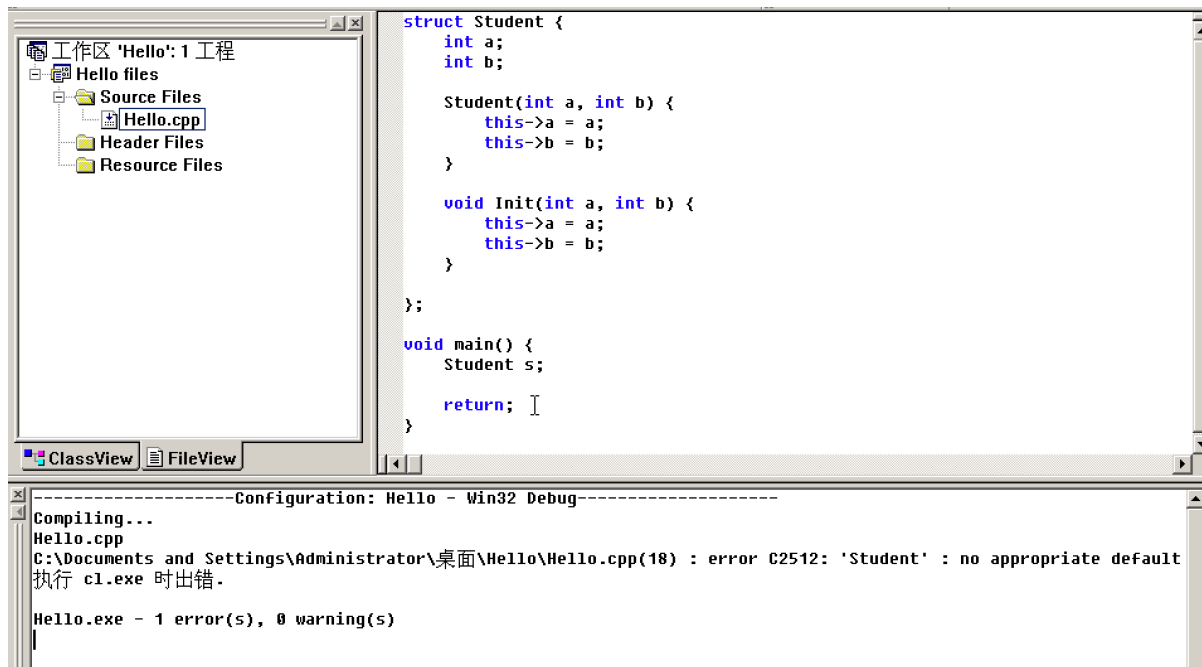 工作区 'Hello': 1 工程
Hello files
Source Files
Hello.cpp
Header Files
Resource Files
ClassView
FileView
struct Student {
    int a;
    int b;

    Student(int a, int b) {
        this->a = a;
        this->b = b;
    }

    void Init(int a, int b) {
        this->a = a;
        this->b = b;
    }

};

void main() {
    Student s;

    return;
}
--------------------Configuration: Hello - Win32 Debug--------------------
Compiling...
Hello.cpp
C:\Documents and Settings\Administrator\桌面\Hello\Hello.cpp(18) : error C2512: 'Student' : no appropriate default
执行 cl.exe 时出错.

Hello.exe - 1 error(s), 0 warning(s)